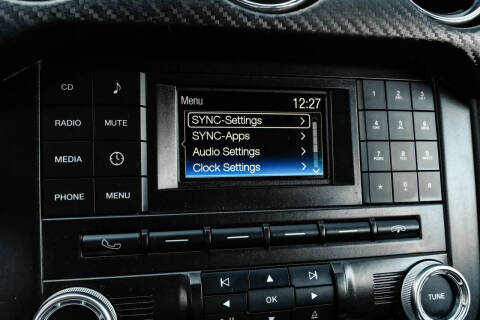 CD
RADIO
MUTE
MEDIA
PHONE
MENU
Menu
12:27
SYNC-Settings
SYNC-Apps
Audio Settings
Clock Settings
1
2
3
4
5
6
7
8
9
*
0
#
OK
TUNE